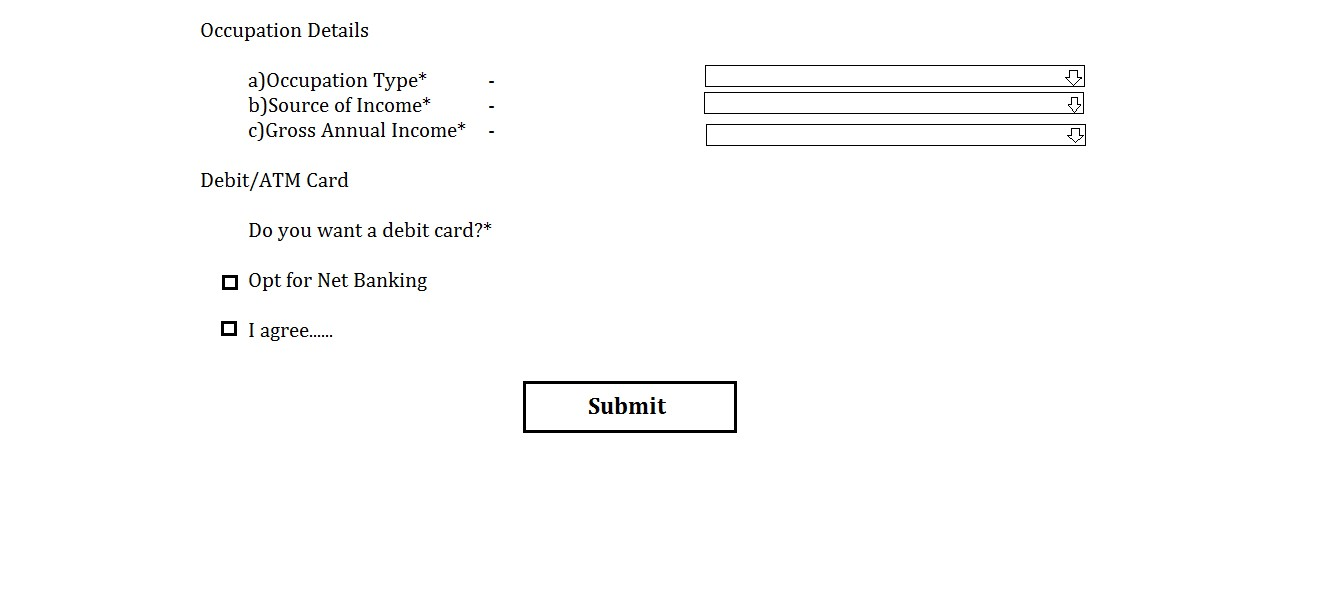 Occupation Details
a)Occupation Type* -
b)Source of Income* -
c)Gross Annual Income* -
Debit/ATM Card
Do you want a debit card?*
Opt for Net Banking
I agree......
Submit